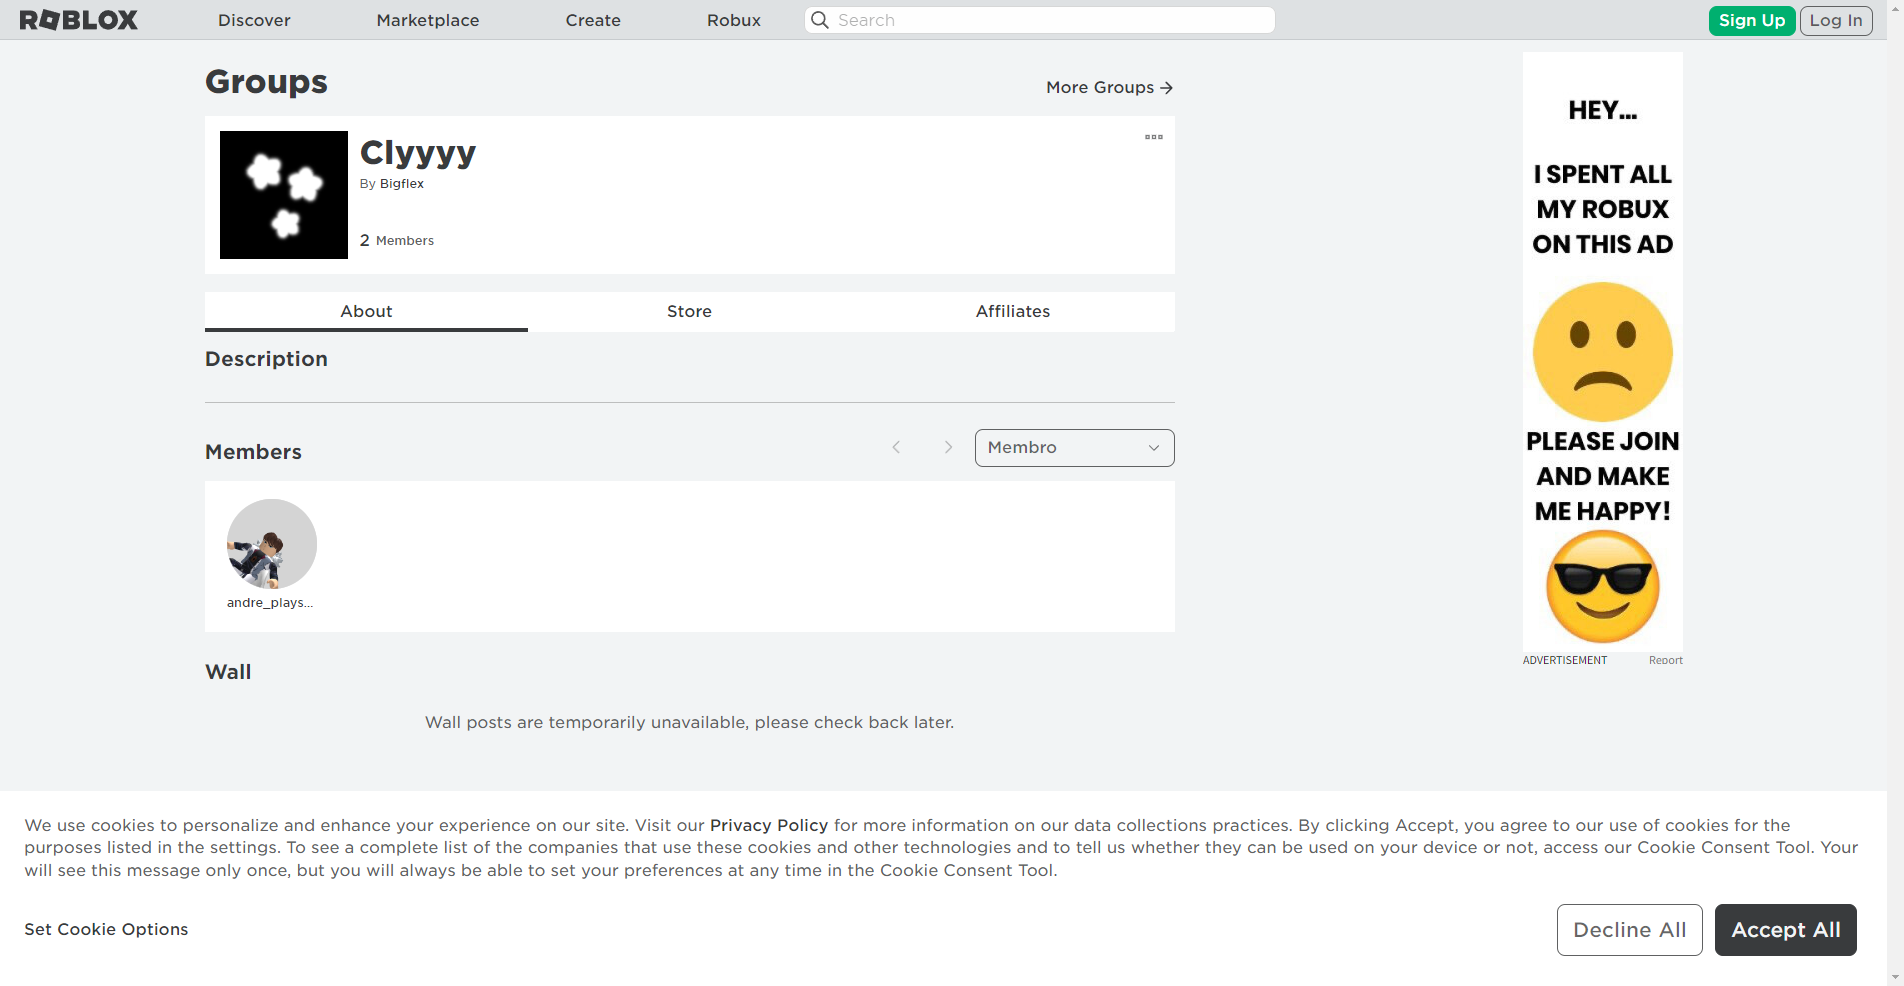 ROBLOX Discover Marketplace Create Robux Search Sign Up Log In
Groups
More Groups
Clyyyy
By Bigflex
2 Members
About Store Affiliates
Description
Members
Membro
andre_plays...
Wall
Wall posts are temporarily unavailable, please check back later.
HEY...
I SPENT ALL
MY ROBUX
ON THIS AD
PLEASE JOIN
AND MAKE
ME HAPPY!
ADVERTISEMENT Report
We use cookies to personalize and enhance your experience on our site. Visit our Privacy Policy for more information on our data collections practices. By clicking Accept, you agree to our use of cookies for the
purposes listed in the settings. To see a complete list of the companies that use these cookies and other technologies and to tell us whether they can be used on your device or not, access our Cookie Consent Tool. Your
will see this message only once, but you will always be able to set your preferences at any time in the Cookie Consent Tool.
Set Cookie Options
Decline All
Accept All